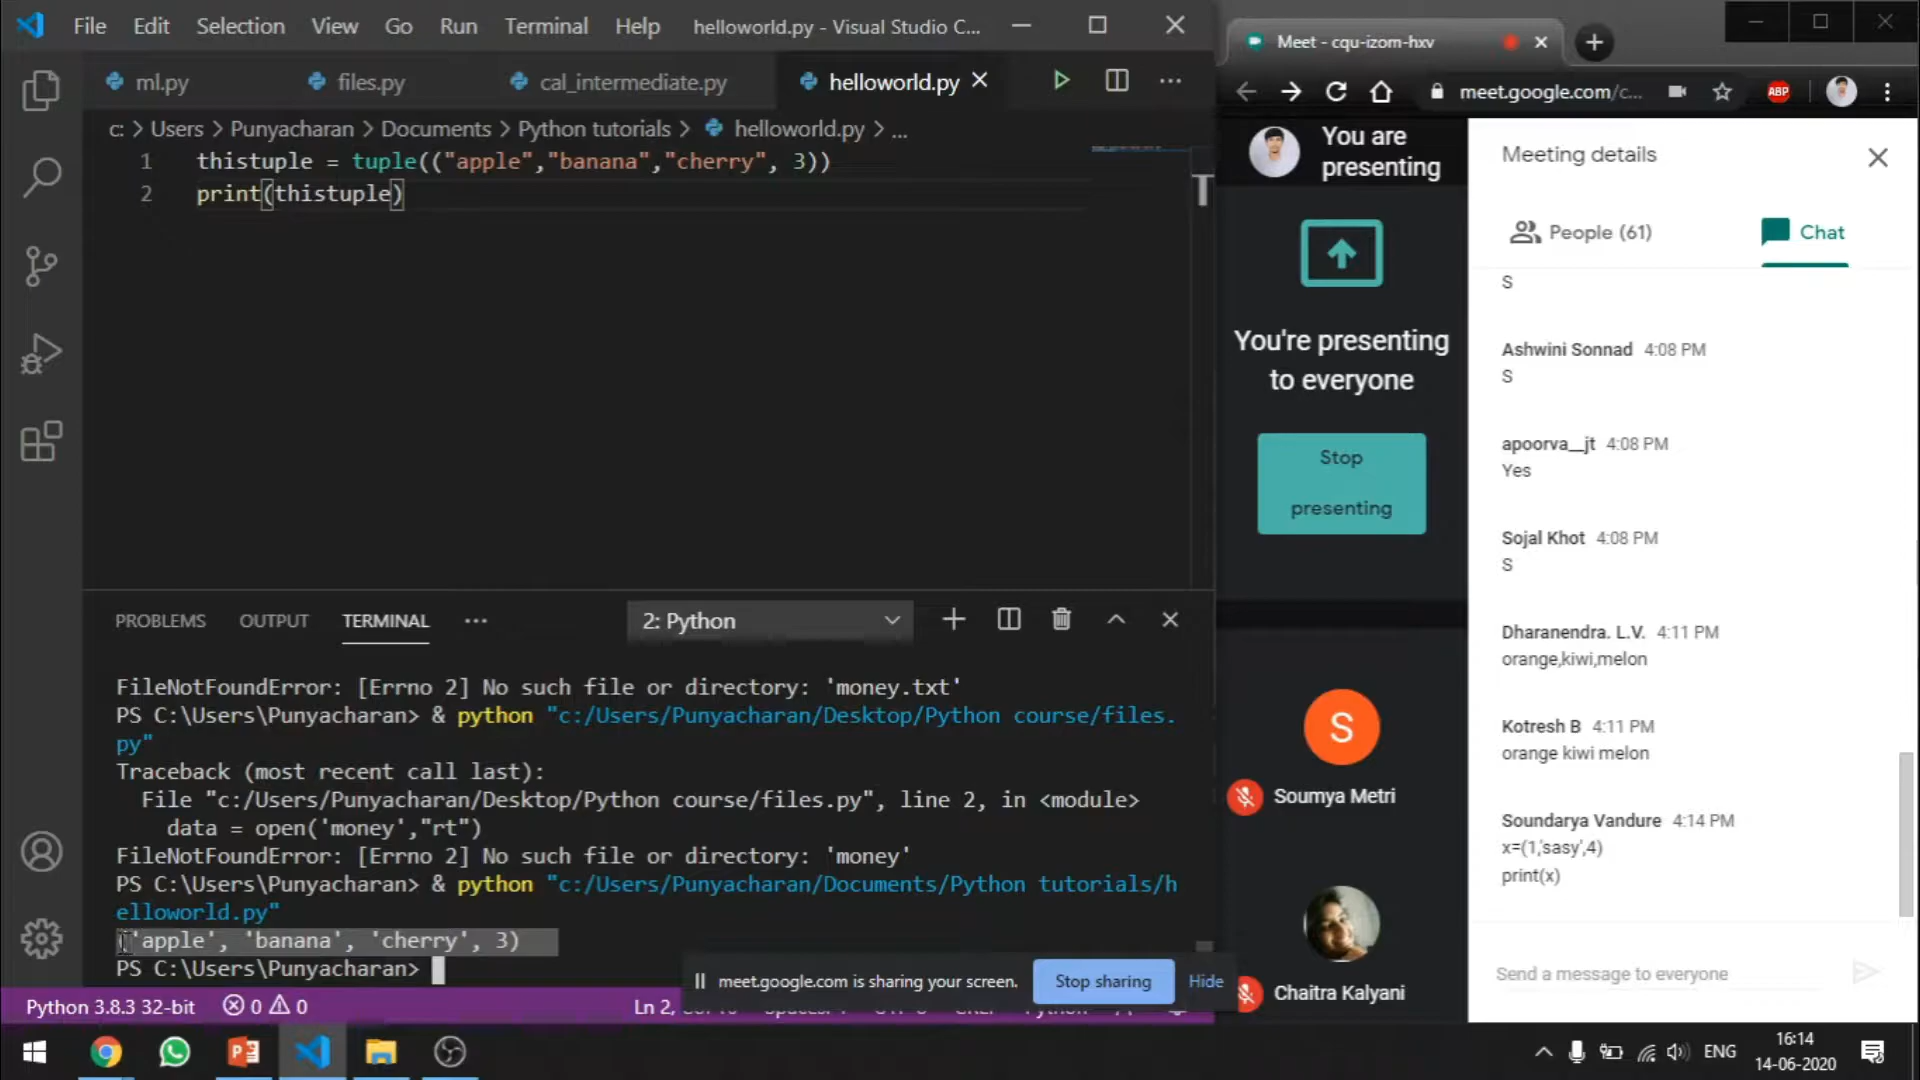 File Edit Selection View Go Run Terminal Help helloworld.py - Visual Studio C...
ml.py files.py cal_intermediate.py helloworld.py
c: > Users > Punyacharan > Documents > Python tutorials > helloworld.py > ...
1 thistuple = tuple(("apple","banana","cherry", 3))
2 print(thistuple)
PROBLEMS OUTPUT TERMINAL ... 2: Python
FileNotFoundError: [Errno 2] No such file or directory: 'money.txt'
PS C:\Users\Punyacharan> & python "c:/Users/Punyacharan/Desktop/Python course/files.
py"
Traceback (most recent call last):
File "c:/Users/Punyacharan/Desktop/Python course/files.py", line 2, in <module>
data = open('money',"rt")
FileNotFoundError: [Errno 2] No such file or directory: 'money'
PS C:\Users\Punyacharan> & python "c:/Users/Punyacharan/Documents/Python tutorials/h
elloworld.py"
('apple', 'banana', 'cherry', 3)
PS C:\Users\Punyacharan>
meet.google.com is sharing your screen. Stop sharing Hide
Python 3.8.3 32-bit 0 0 Ln 2,
Meet - cqu-izom-hxv
meet.google.com/c... ABP
You are
presenting
You're presenting
to everyone
Stop
presenting
S
Soumya Metri
Chaitra Kalyani
Meeting details
People (61) Chat
S
Ashwini Sonnad 4:08 PM
S
apoorva__jt 4:08 PM
Yes
Sojal Khot 4:08 PM
S
Dharanendra. L.V. 4:11 PM
orange,kiwi,melon
Kotresh B 4:11 PM
orange kiwi melon
Soundarya Vandure 4:14 PM
x=(1,'sasy',4)
print(x)
Send a message to everyone
ENG
16:14
14-06-2020